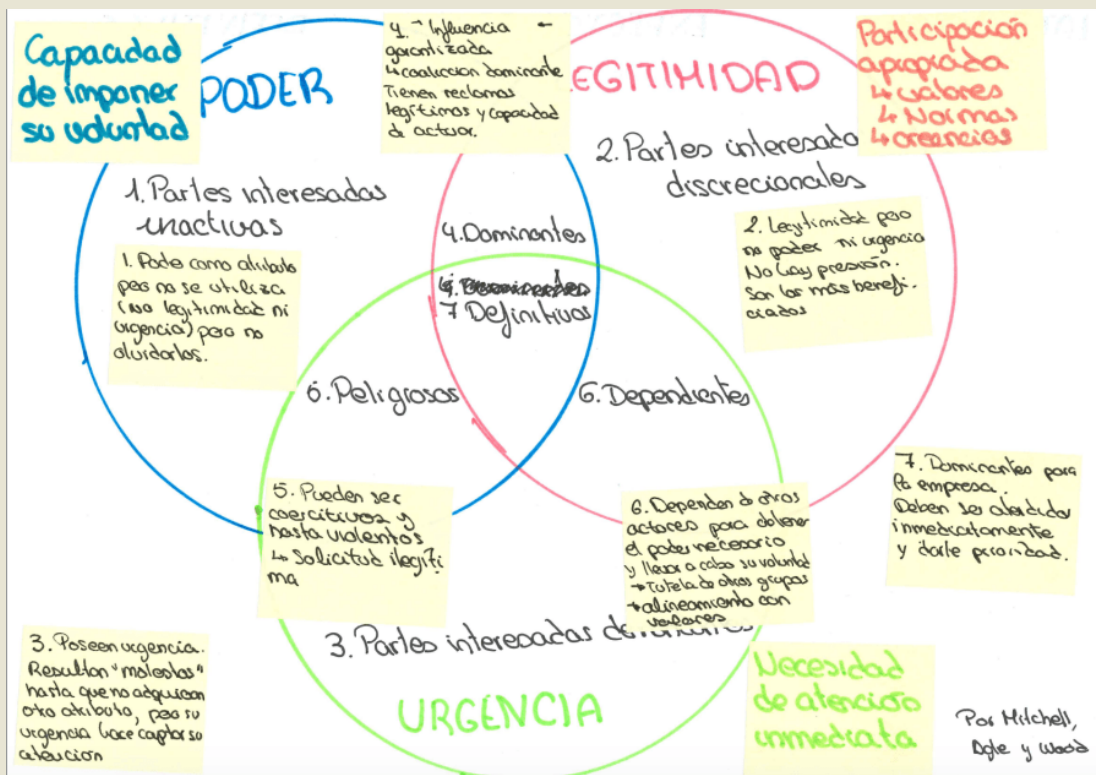 Capacidad
de imponer
su voluntad
PODER
4. → Influencia
garantizada
↳ coalición dominante
Tienen reclamos
legítimos y capacidad
de actuar.
EGITIMIDAD
Participación
apropiada
↳ valores
↳ Normas
↳ creencias
1. Partes interesadas
inactivas
1. Poder como atributo
pero no se utiliza
(no legitimidad ni
urgencia) pero no
olvidarlos.
2. Partes interesada
discrecionales
2. Legitimidad pero
no poder ni urgencia
No hay presión.
Son los más benefi-
ciados
4. Dominantes
7 Definitivos
5. Peligrosos
6. Dependientes
5. Pueden ser
coercitivos y
hasta violentos
↳ Solicitud ilegíti
ma
6. Dependen de otros
actores para obtener
el poder necesario
y llevar a cabo su voluntad
→ Tutela de otros grupos
→ alineamiento con
valores
7. Dominantes para
la empresa.
Deben ser atendidos
inmediatamente
y darle prioridad.
3. Partes interesadas
3. Poseen urgencia.
Resultan "molestos"
hasta que no adquieran
otro atributo, pero su
urgencia hace captar su
atención
URGENCIA
Necesidad
de atención
inmediata
Por Mitchell,
Agle y Wood